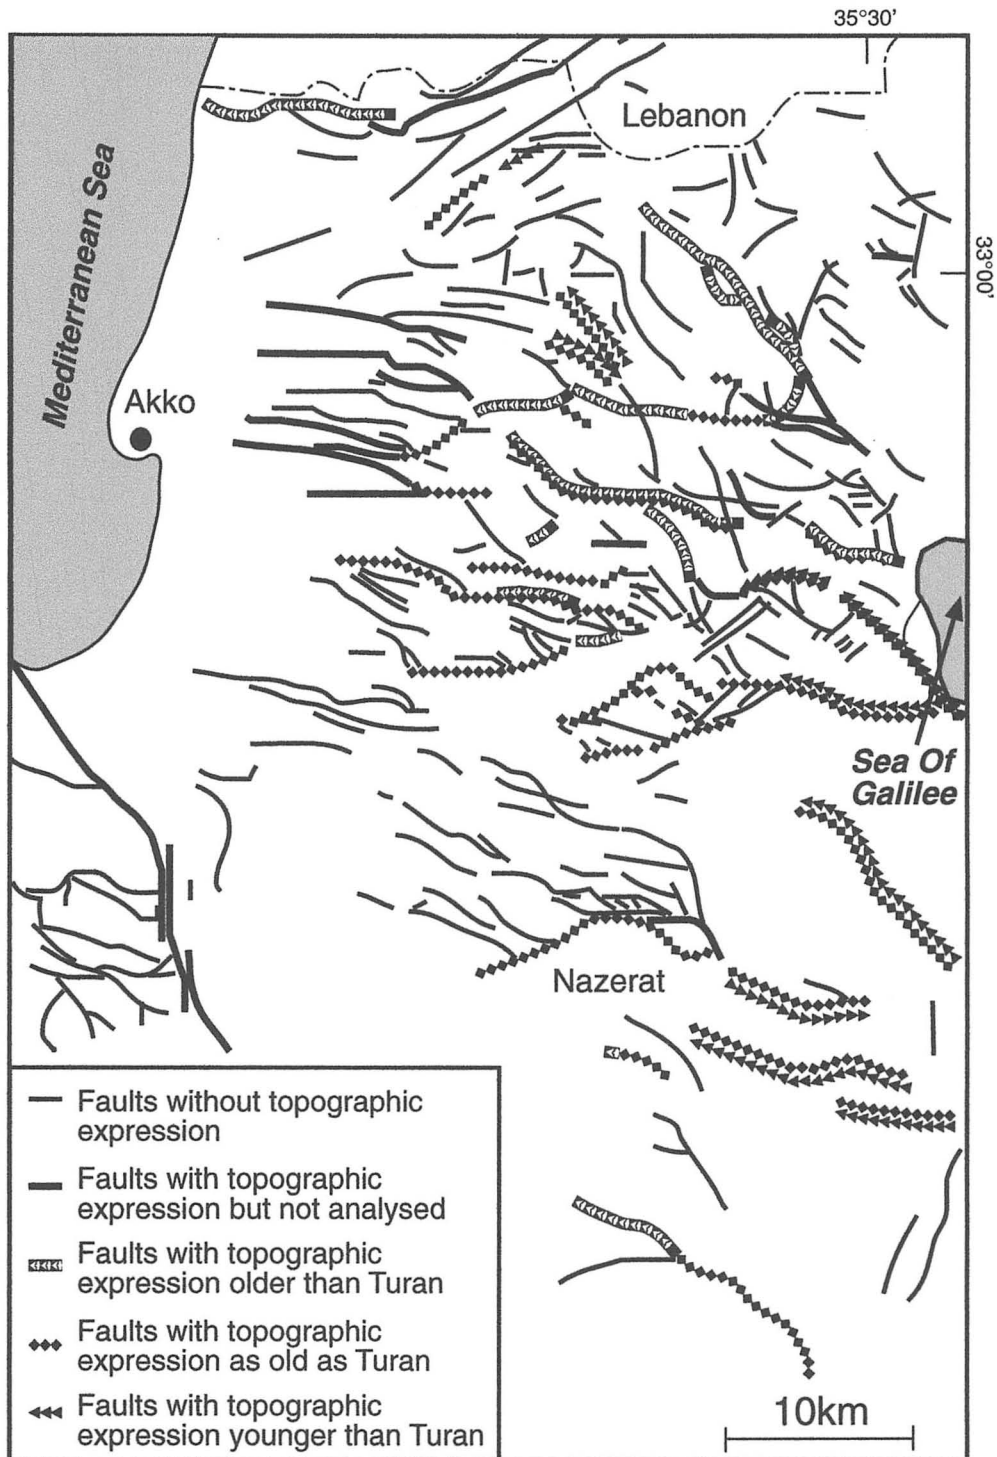 35°30'
Lebanon
33°00'
Mediterranean Sea
Akko
Sea Of
Galilee
Nazerat
Faults without topographic
expression
Faults with topographic
expression but not analysed
Faults with topographic
expression older than Turan
Faults with topographic
expression as old as Turan
Faults with topographic
expression younger than Turan
10km